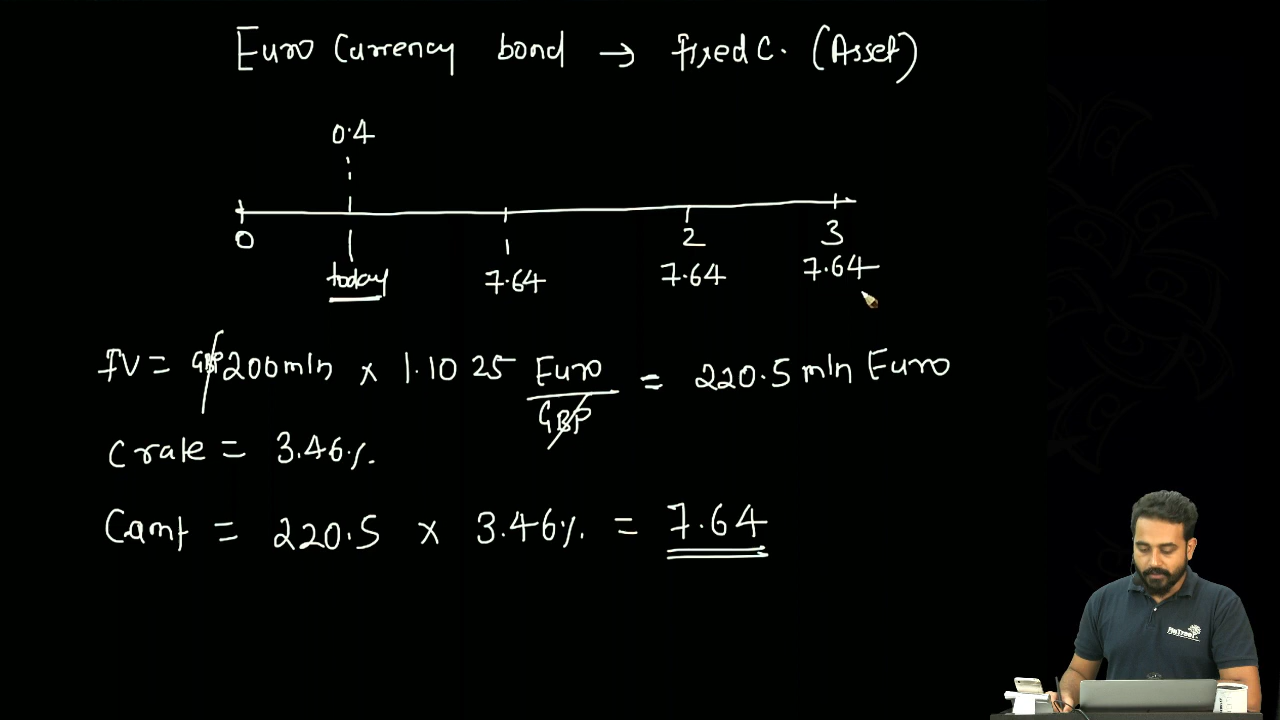 Euro Currency bond → fixed C. (Asset)
0.4
0 1 2 3
today 7.64 7.64 7.64
FV = GBP 200 mln × 1.1025 Euro/GBP = 220.5 mln Euro
C rate = 3.46%
Camt = 220.5 × 3.46% = 7.64
FinTree